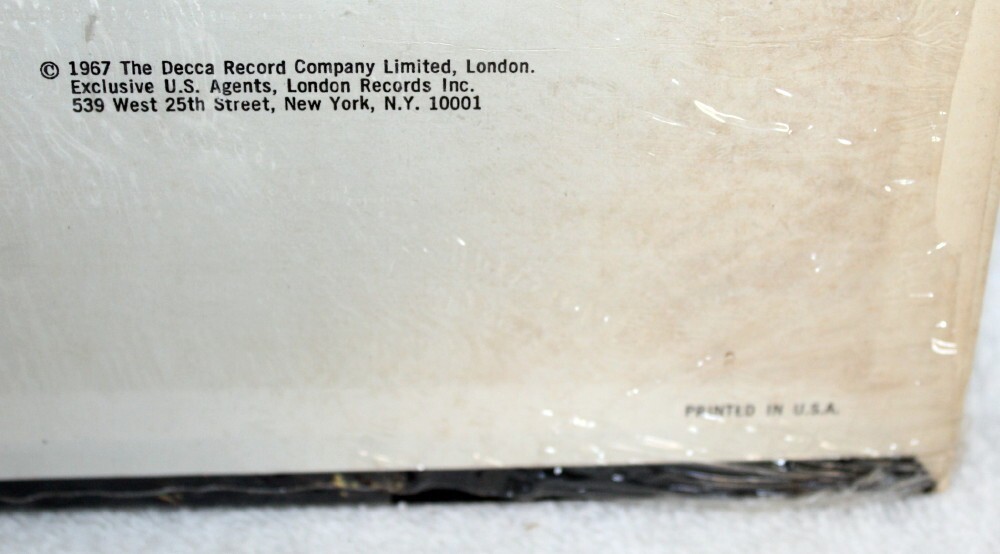 © 1967 The Decca Record Company Limited, London.
Exclusive U.S. Agents, London Records Inc.
539 West 25th Street, New York, N.Y. 10001
PRINTED IN U.S.A.